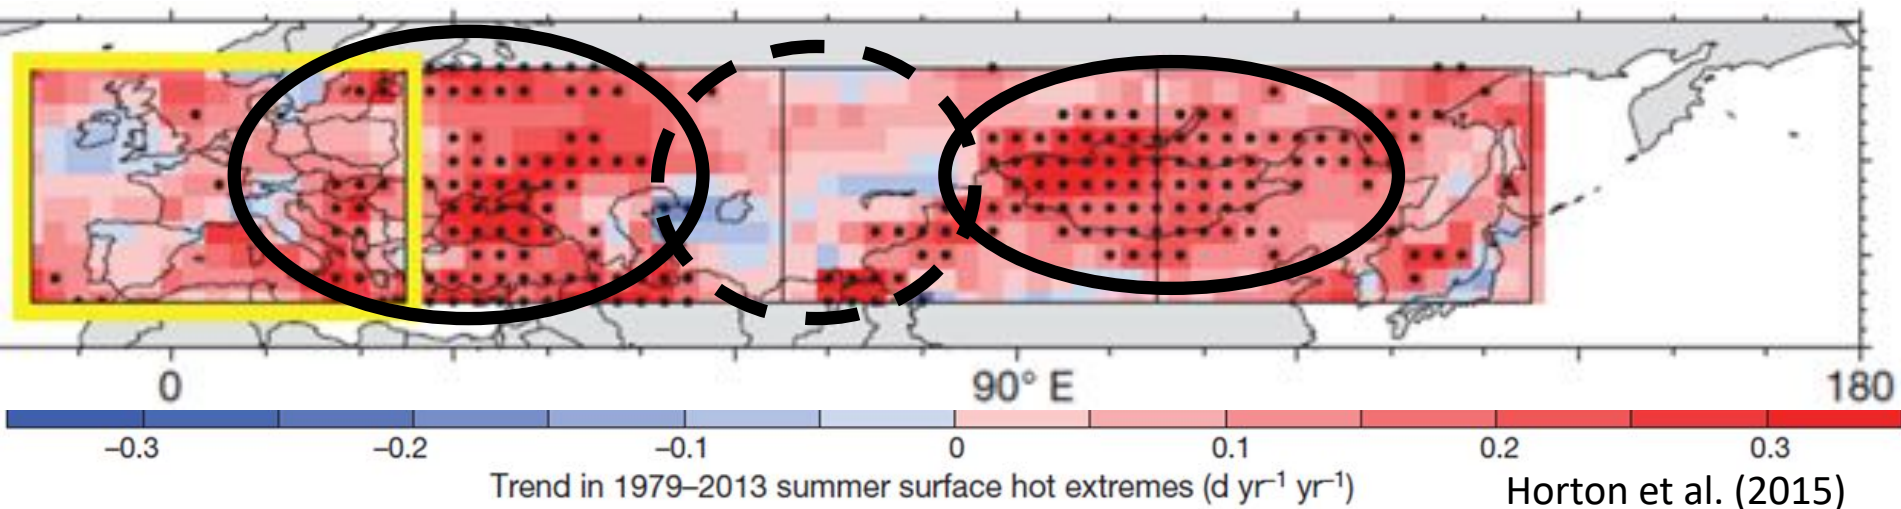 0 90° E 180
−0.3 −0.2 −0.1 0 0.1 0.2 0.3
Trend in 1979–2013 summer surface hot extremes (d yr⁻¹ yr⁻¹)
Horton et al. (2015)